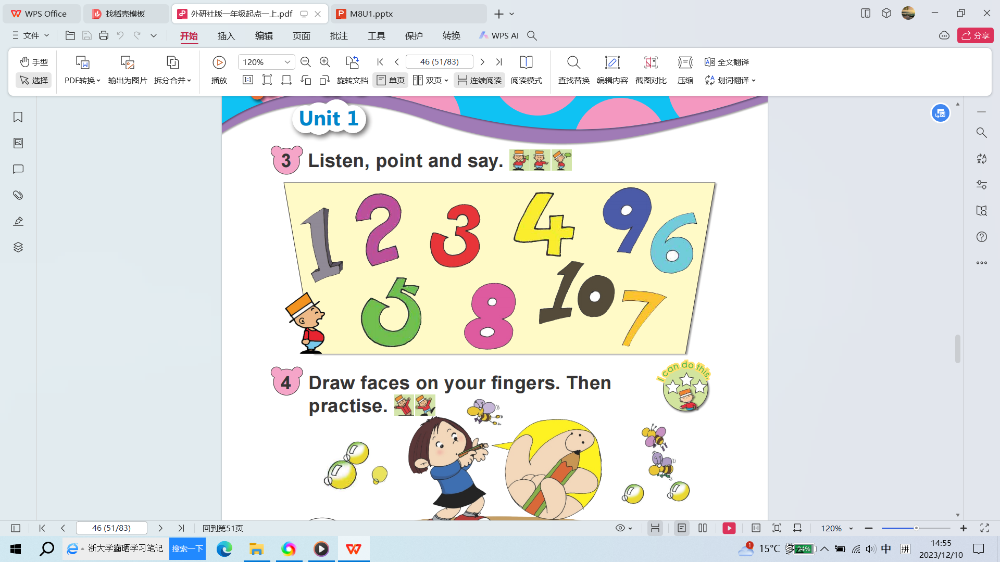 WPS Office
找稻壳模板
外研社版一年级起点一上.pdf
M8U1.pptx
文件
开始
插入
编辑
页面
批注
工具
保护
转换
WPS AI
分享
手型
选择
PDF转换
输出为图片
拆分合并
播放
120%
46 (51/83)
旋转文档
单页
双页
连续阅读
阅读模式
查找替换
编辑内容
截图对比
压缩
全文翻译
划词翻译
Unit 1
3 Listen, point and say.
1 2 3 4 9 6
5 8 10 7
4 Draw faces on your fingers. Then
practise.
I can do this.
46 (51/83)
回到第51页
120%
浙大学霸晒学习笔记
搜索一下
1
15°C 多云
94%
中
拼
14:55
2023/12/10